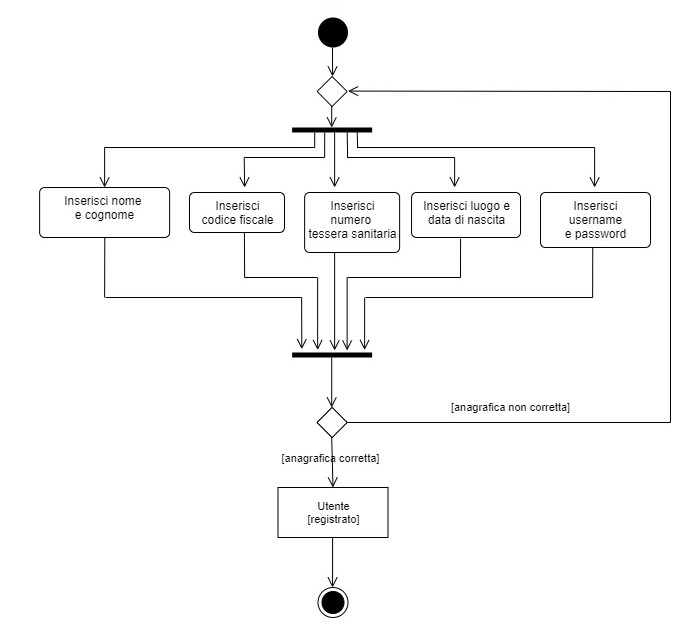 Inserisci nome
e cognome
Inserisci
codice fiscale
Inserisci
numero
tessera sanitaria
Inserisci luogo e
data di nascita
Inserisci
username
e password
[anagrafica non corretta]
[anagrafica corretta]
Utente
[registrato]